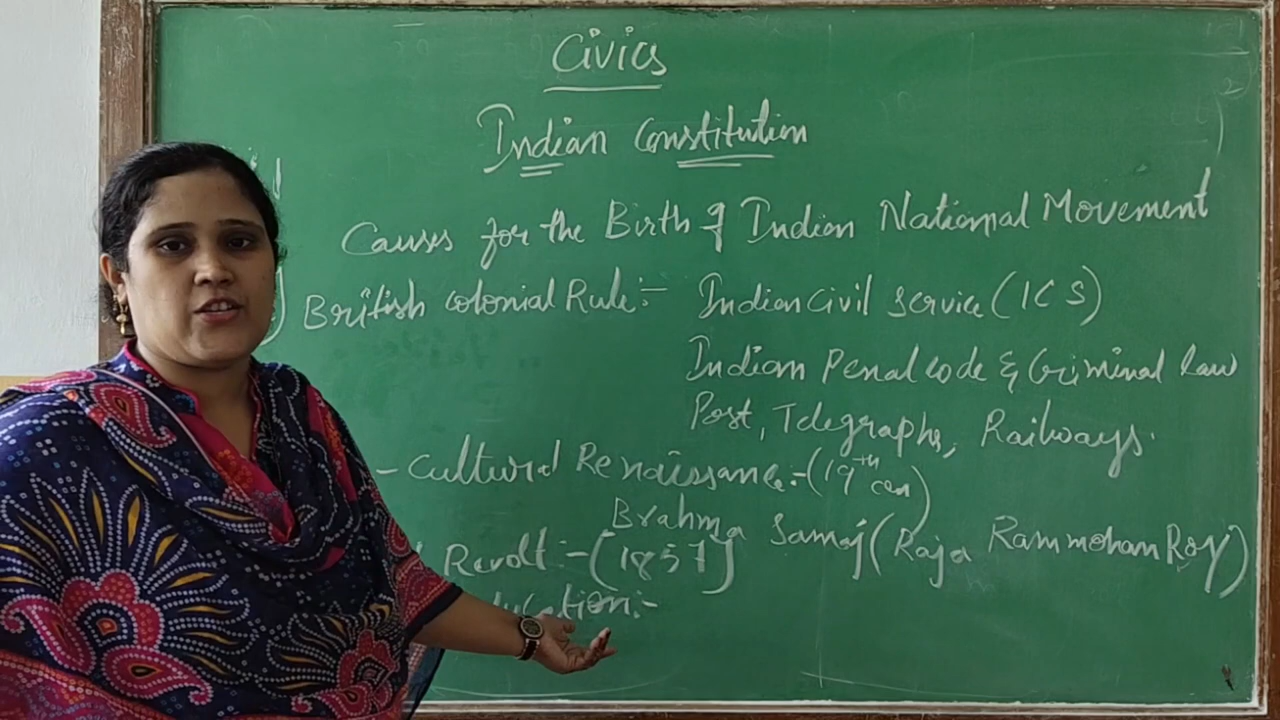 Civics
Indian Constitution
Causes for the Birth of Indian National Movement
British colonial Rule:- Indian Civil Service (ICS)
Indian Penal code & Criminal law
Post, Telegraphs, Railways.
- Cultural Renaissance:- (19th cen)
Brahma Samaj (Raja Rammohan Roy)
Revolt:- (1857)